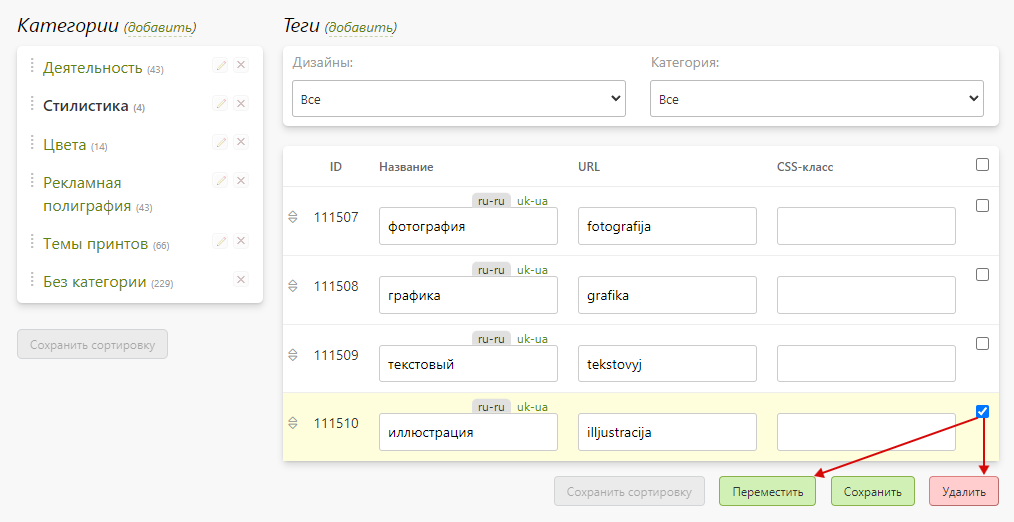 Категории (добавить)
Деятельность (43)
Стилистика (4)
Цвета (14)
Рекламная
полиграфия (43)
Темы принтов (66)
Без категории (229)
Сохранить сортировку
Теги (добавить)
Дизайны: Категория:
Все Все
ID Название URL CSS-класс
ru-ru uk-ua
111507 фотография fotografija
ru-ru uk-ua
111508 графика grafika
ru-ru uk-ua
111509 текстовый tekstovyj
ru-ru uk-ua
111510 иллюстрация illjustracija
Сохранить сортировку Переместить Сохранить Удалить